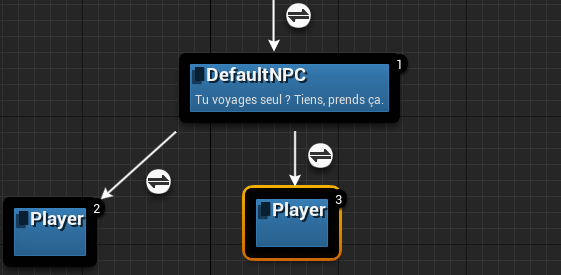 DefaultNPC
1
Tu voyages seul ? Tiens, prends ça.
Player
2
Player
3